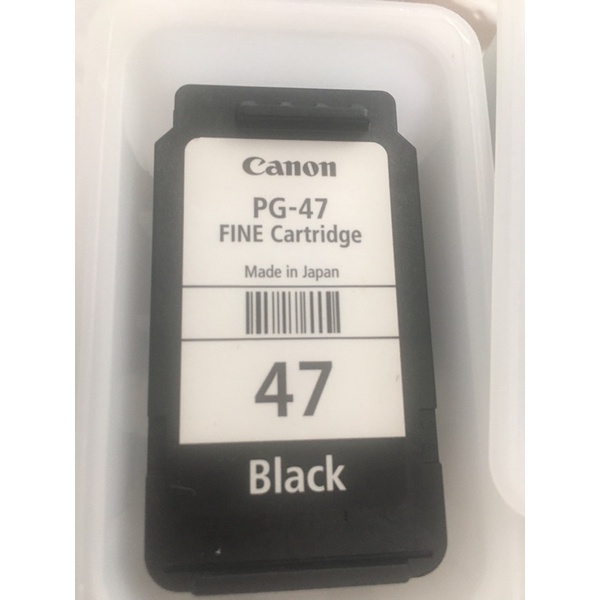 Canon
PG-47
FINE Cartridge
Made in Japan
47
Black